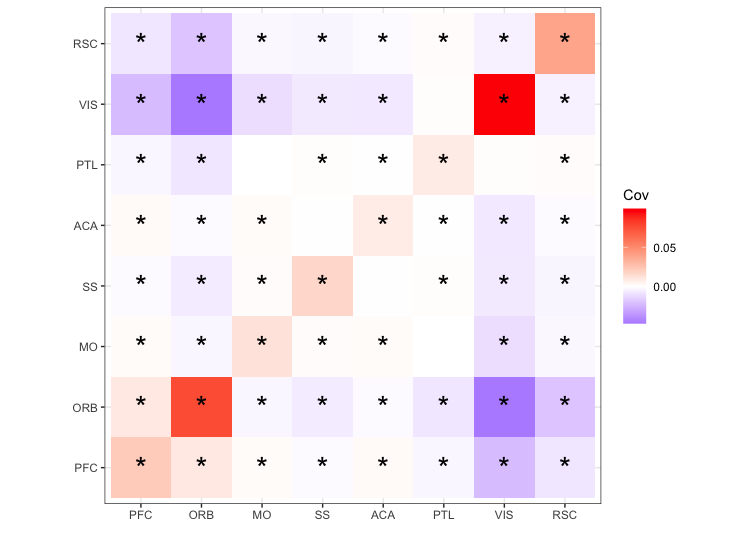 RSC * * * * * * * *
VIS * * * * * * *
PTL * * * * * *
ACA * * * * * * *
SS * * * * * * *
MO * * * * * * *
ORB * * * * * * * *
PFC * * * * * * * *
PFC ORB MO SS ACA PTL VIS RSC
Cov
0.05
0.00